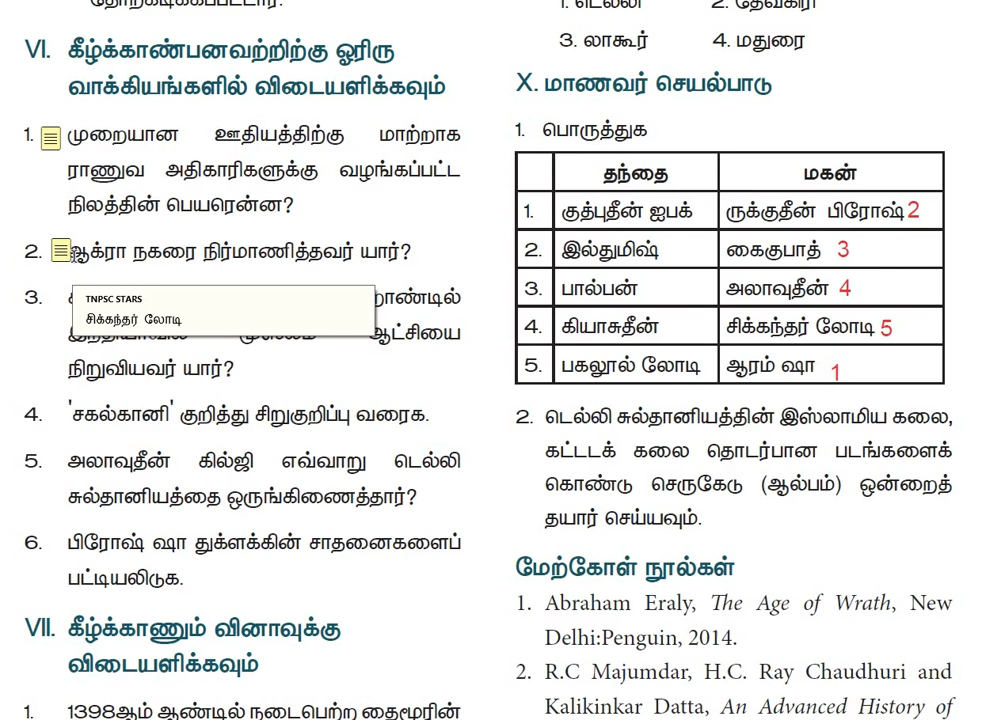 VI. கீழ்க்காண்பனவற்றிற்கு ஓரிரு
வாக்கியங்களில் விடையளிக்கவும்
1. முறையான ஊதியத்திற்கு மாற்றாக
ராணுவ அதிகாரிகளுக்கு வழங்கப்பட்ட
நிலத்தின் பெயரென்ன?
2. ஆக்ரா நகரை நிர்மாணித்தவர் யார்?
3.
TNPSC STARS
சிக்கந்தர் லோடி
ஆட்சியை
நிறுவியவர் யார்?
4. 'சகல்கானி' குறித்து சிறுகுறிப்பு வரைக.
5. அலாவுதீன் கில்ஜி எவ்வாறு டெல்லி
சுல்தானியத்தை ஒருங்கிணைத்தார்?
6. பிரோஷ் ஷா துக்ளக்கின் சாதனைகளைப்
பட்டியலிடுக.
VII. கீழ்க்காணும் வினாவுக்கு
விடையளிக்கவும்
1. 1398ஆம் ஆண்டில் நடைபெற்ற தைமூரின்
3. லாகூர் 4. மதுரை
X. மாணவர் செயல்பாடு
1. பொருத்துக
தந்தை மகன்
1. குத்புதீன் ஐபக் ருக்குதீன் பிரோஷ் 2
2. இல்துமிஷ் கைகுபாத் 3
3. பால்பன் அலாவுதீன் 4
4. கியாசுதீன் சிக்கந்தர் லோடி 5
5. பகலூல் லோடி ஆரம் ஷா 1
2. டெல்லி சுல்தானியத்தின் இஸ்லாமிய கலை,
கட்டடக் கலை தொடர்பான படங்களைக்
கொண்டு செருகேடு (ஆல்பம்) ஒன்றைத்
தயார் செய்யவும்.
மேற்கோள் நூல்கள்
1. Abraham Eraly, The Age of Wrath, New
Delhi:Penguin, 2014.
2. R.C Majumdar, H.C. Ray Chaudhuri and
Kalikinkar Datta, An Advanced History of